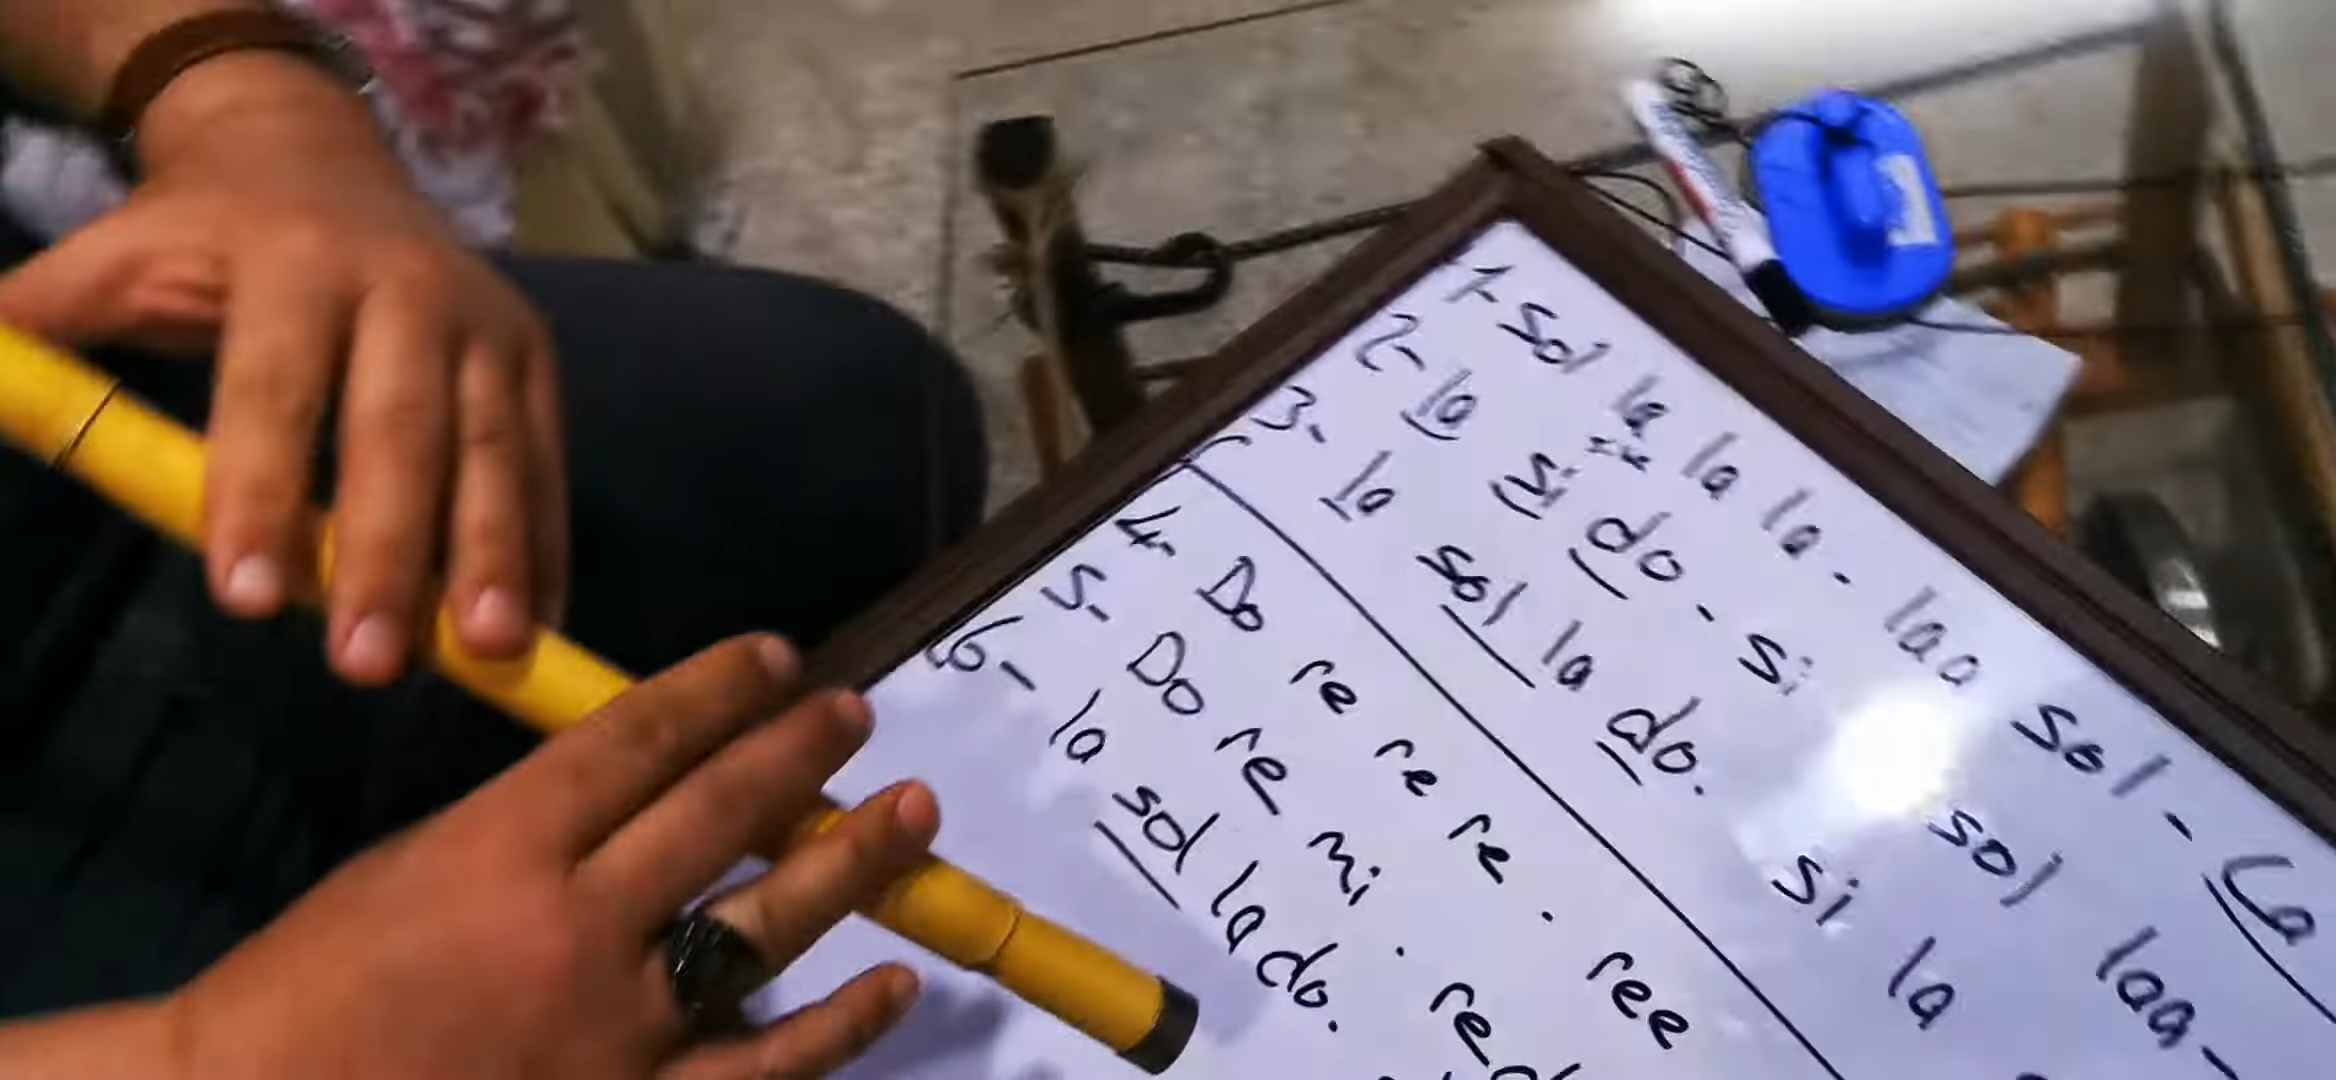 1- Sol la la la - laa sol - La
2- la si do - si sol laa-
3- la sol la do. si la
4- Do re re re . ree
5- Do re mi .
6- la sol la do.